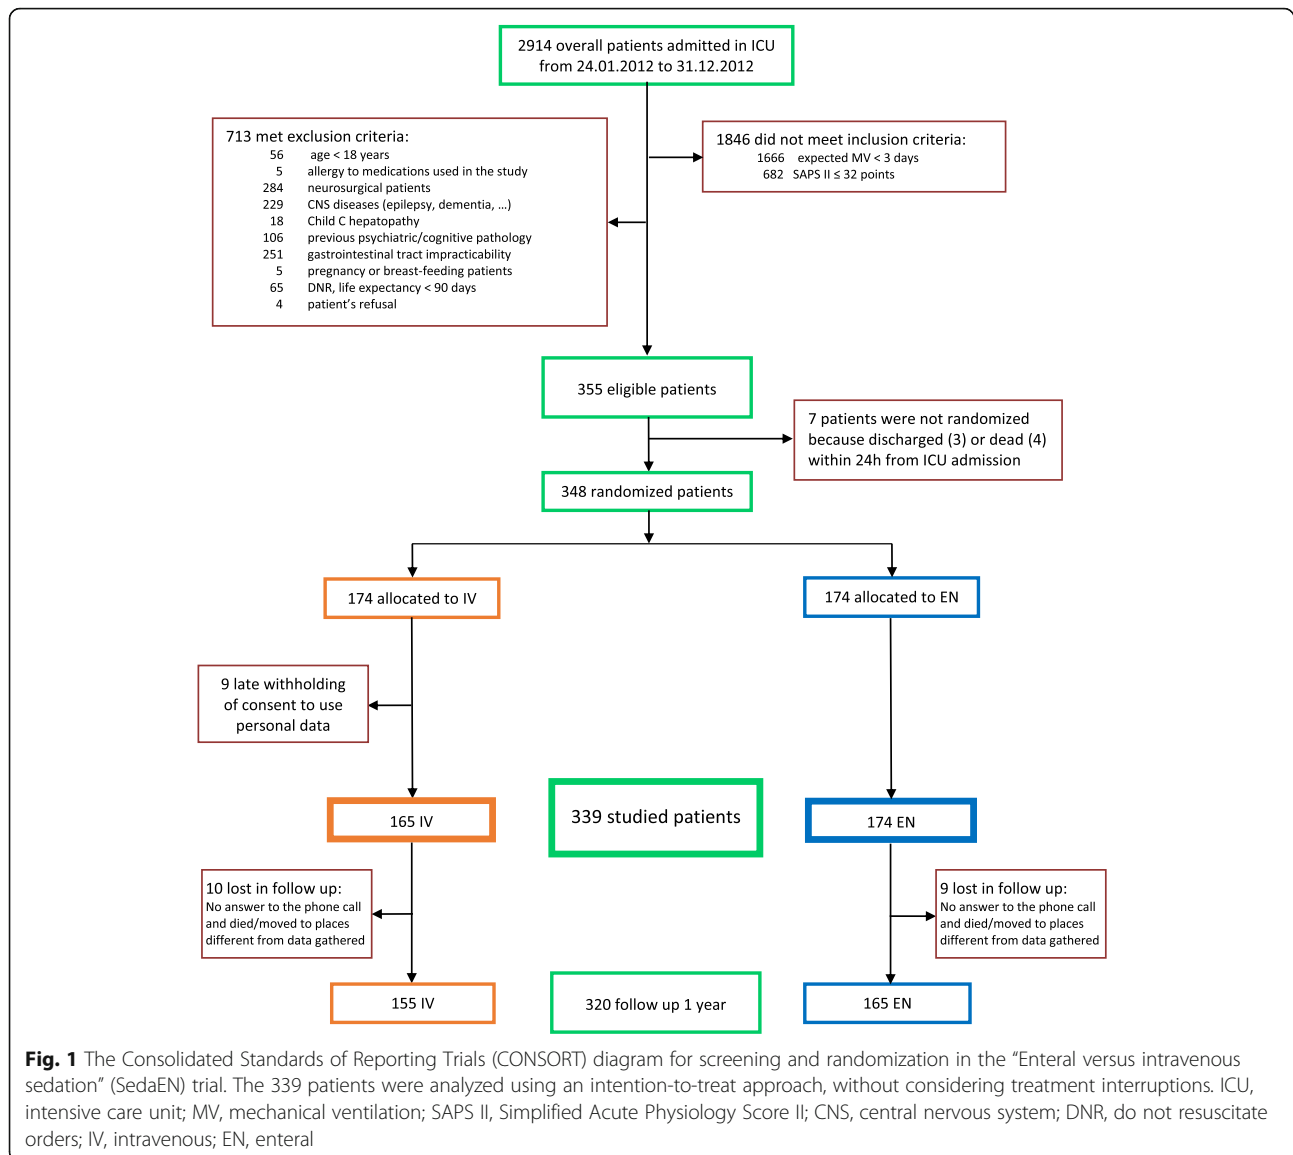 2914 overall patients admitted in ICU
from 24.01.2012 to 31.12.2012
713 met exclusion criteria:
56 age < 18 years
5 allergy to medications used in the study
284 neurosurgical patients
229 CNS diseases (epilepsy, dementia, ...)
18 Child C hepatopathy
106 previous psychiatric/cognitive pathology
251 gastrointestinal tract impracticability
5 pregnancy or breast-feeding patients
65 DNR, life expectancy < 90 days
4 patient's refusal
1846 did not meet inclusion criteria:
1666 expected MV < 3 days
682 SAPS II ≤ 32 points
355 eligible patients
7 patients were not randomized
because discharged (3) or dead (4)
within 24h from ICU admission
348 randomized patients
174 allocated to IV
174 allocated to EN
9 late withholding
of consent to use
personal data
165 IV
339 studied patients
174 EN
10 lost in follow up:
No answer to the phone call
and died/moved to places
different from data gathered
9 lost in follow up:
No answer to the phone call
and died/moved to places
different from data gathered
155 IV
320 follow up 1 year
165 EN
Fig. 1 The Consolidated Standards of Reporting Trials (CONSORT) diagram for screening and randomization in the "Enteral versus intravenous
sedation" (SedaEN) trial. The 339 patients were analyzed using an intention-to-treat approach, without considering treatment interruptions. ICU,
intensive care unit; MV, mechanical ventilation; SAPS II, Simplified Acute Physiology Score II; CNS, central nervous system; DNR, do not resuscitate
orders; IV, intravenous; EN, enteral